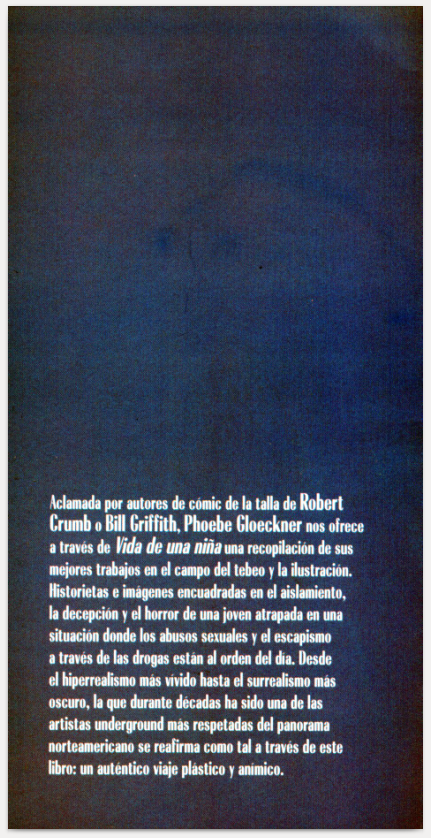 Aclamada por autores de cómic de la talla de Robert
Crumb o Bill Griffith, Phoebe Gloeckner nos ofrece
a través de Vida de una niña una recopilación de sus
mejores trabajos en el campo del tebeo y la ilustración.
Historietas e imágenes encuadradas en el aislamiento,
la decepción y el horror de una joven atrapada en una
situación donde los abusos sexuales y el escapismo
a través de las drogas están al orden del día. Desde
el hiperrealismo más vívido hasta el surrealismo más
oscuro, la que durante décadas ha sido una de las
artistas underground más respetadas del panorama
norteamericano se reafirma como tal a través de este
libro: un auténtico viaje plástico y anímico.